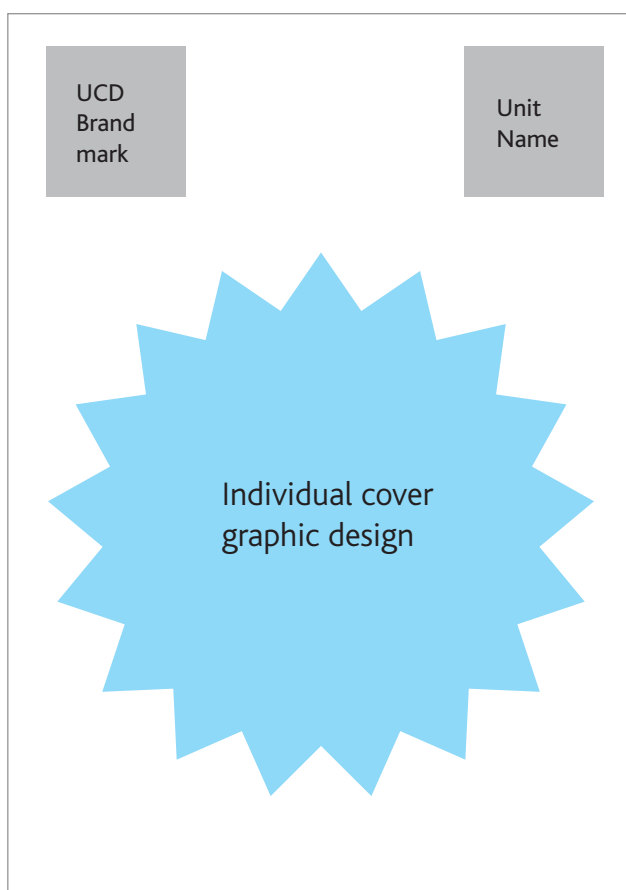 UCD
Brand
mark
Unit
Name
Individual cover
graphic design